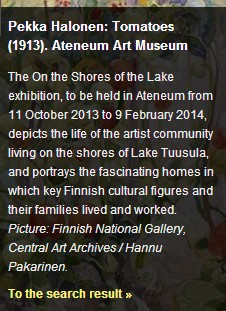 Pekka Halonen: Tomatoes
(1913). Ateneum Art Museum
The On the Shores of the Lake
exhibition, to be held in Ateneum from
11 October 2013 to 9 February 2014,
depicts the life of the artist community
living on the shores of Lake Tuusula,
and portrays the fascinating homes in
which key Finnish cultural figures and
their families lived and worked.
Picture: Finnish National Gallery,
Central Art Archives / Hannu
Pakarinen.
To the search result »